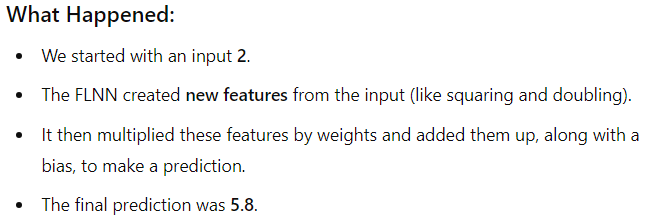 What Happened:
• We started with an input 2.
• The FLNN created new features from the input (like squaring and doubling).
• It then multiplied these features by weights and added them up, along with a
bias, to make a prediction.
• The final prediction was 5.8.